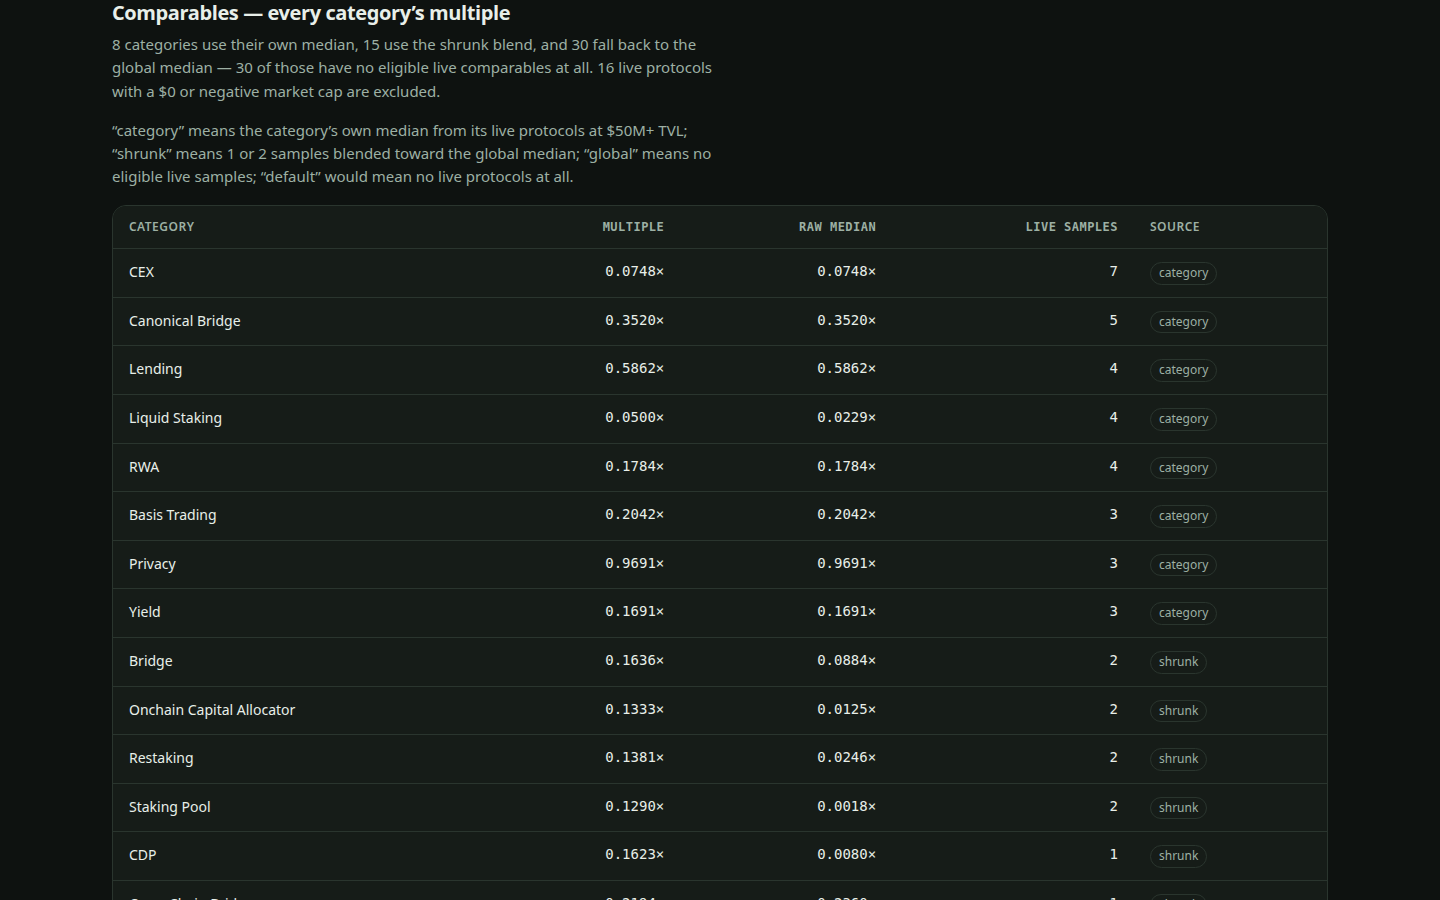 Comparables — every category’s multiple
8 categories use their own median, 15 use the shrunk blend, and 30 fall back to the
global median — 30 of those have no eligible live comparables at all. 16 live protocols
with a $0 or negative market cap are excluded.
“category” means the category’s own median from its live protocols at $50M+ TVL;
“shrunk” means 1 or 2 samples blended toward the global median; “global” means no
eligible live samples; “default” would mean no live protocols at all.
CATEGORY MULTIPLE RAW MEDIAN LIVE SAMPLES SOURCE
CEX 0.0748× 0.0748× 7 category
Canonical Bridge 0.3520× 0.3520× 5 category
Lending 0.5862× 0.5862× 4 category
Liquid Staking 0.0500× 0.0229× 4 category
RWA 0.1784× 0.1784× 4 category
Basis Trading 0.2042× 0.2042× 3 category
Privacy 0.9691× 0.9691× 3 category
Yield 0.1691× 0.1691× 3 category
Bridge 0.1636× 0.0884× 2 shrunk
Onchain Capital Allocator 0.1333× 0.0125× 2 shrunk
Restaking 0.1381× 0.0246× 2 shrunk
Staking Pool 0.1290× 0.0018× 2 shrunk
CDP 0.1623× 0.0080× 1 shrunk